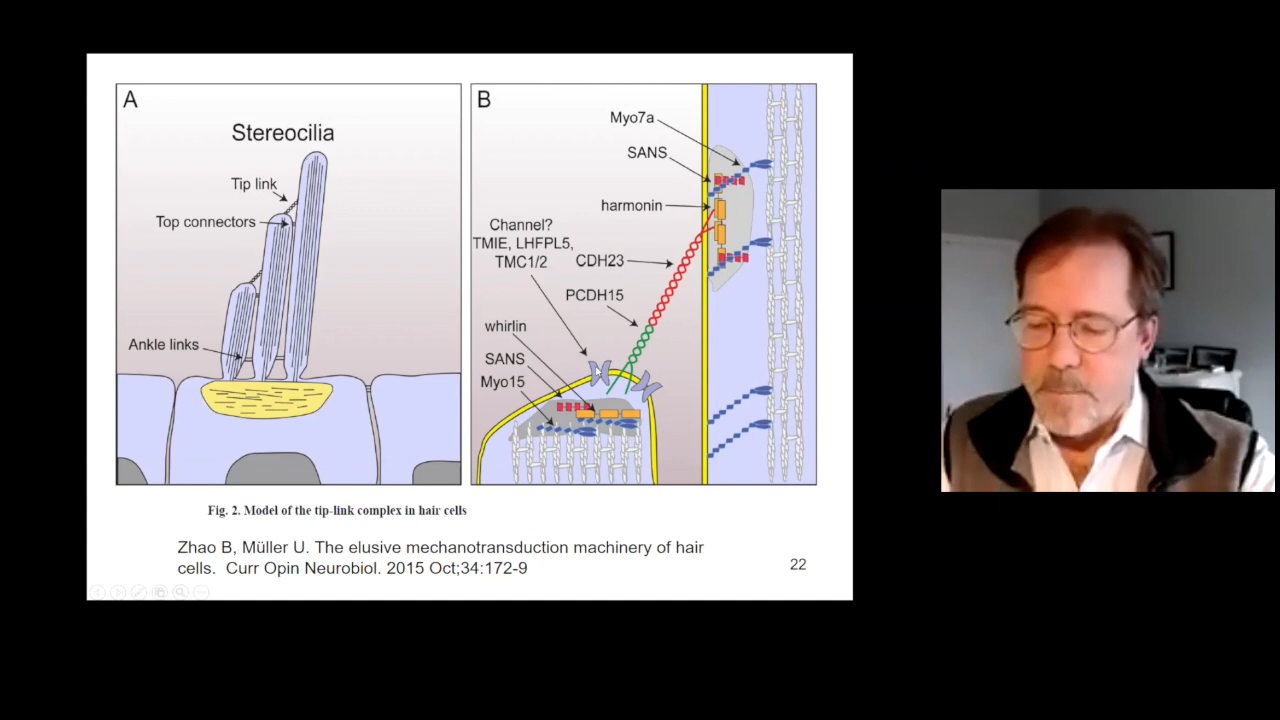 A
Stereocilia
Tip link
Top connectors
Ankle links
B
Myo7a
SANS
harmonin
Channel?
TMIE, LHFPL5,
TMC1/2
CDH23
PCDH15
whirlin
SANS
Myo15
Fig. 2. Model of the tip-link complex in hair cells
Zhao B, Müller U. The elusive mechanotransduction machinery of hair
cells. Curr Opin Neurobiol. 2015 Oct;34:172-9
22